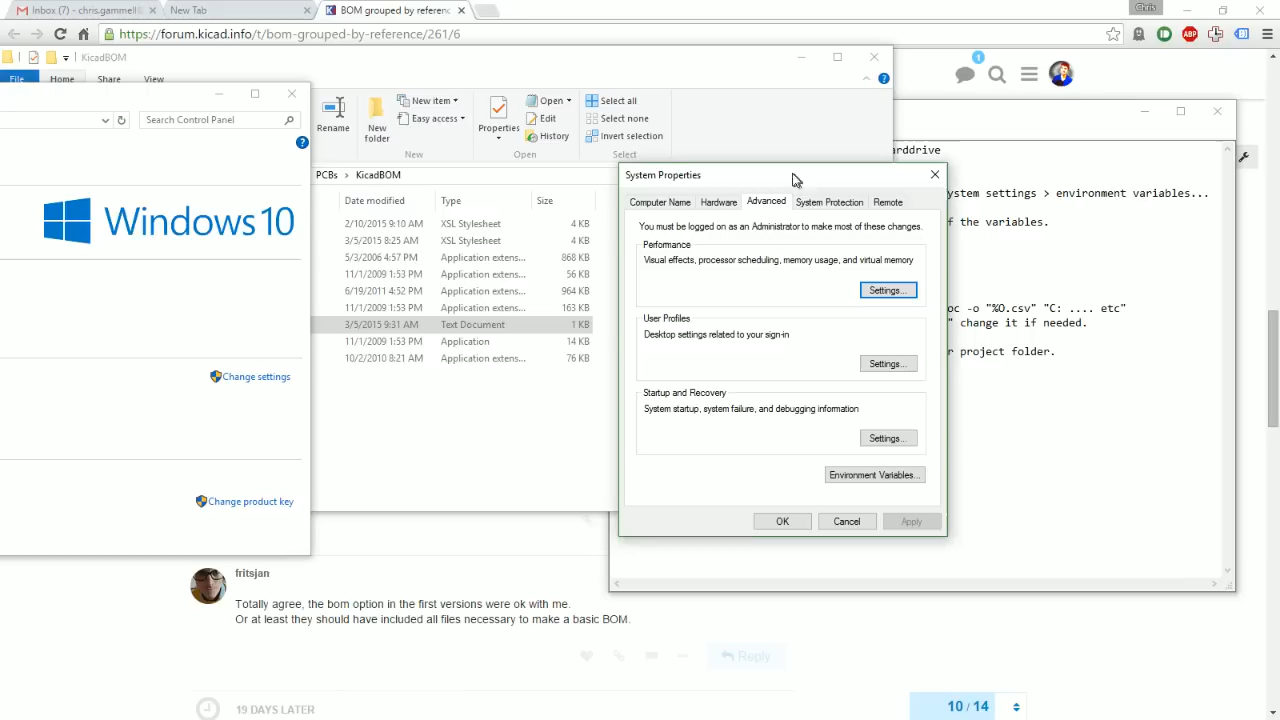 Inbox (7) - chris.gammell@
New Tab
BOM grouped by referenc
Chris
https://forum.kicad.info/t/bom-grouped-by-reference/261/6
ABP
KicadBOM
File
Home
Share
View
1
Search Control Panel
Rename
New folder
New item
Easy access
New
Properties
Open
Edit
History
Open
Select all
Select none
Invert selection
Select
PCBs > KicadBOM
Windows 10
Change settings
Change product key
Date modified Type Size
2/10/2015 9:10 AM XSL Stylesheet 4 KB
3/5/2015 8:25 AM XSL Stylesheet 4 KB
5/3/2006 4:57 PM Application extens... 868 KB
11/1/2009 1:53 PM Application extens... 56 KB
6/19/2011 4:52 PM Application extens... 964 KB
11/1/2009 1:53 PM Application extens... 163 KB
3/5/2015 9:31 AM Text Document 1 KB
11/1/2009 1:53 PM Application 14 KB
10/2/2010 8:21 AM Application extens... 76 KB
System Properties
Computer Name Hardware Advanced System Protection Remote
You must be logged on as an Administrator to make most of these changes.
Performance
Visual effects, processor scheduling, memory usage, and virtual memory
Settings...
User Profiles
Desktop settings related to your sign-in
Settings...
Startup and Recovery
System startup, system failure, and debugging information
Settings...
Environment Variables...
OK Cancel Apply
arddrive
ystem settings > environment variables...
f the variables.
oc -o "%O.csv" "C: .... etc"
" change it if needed.
r project folder.
fritsjan
Totally agree, the bom option in the first versions were ok with me.
Or at least they should have included all files necessary to make a basic BOM.
Reply
19 DAYS LATER
10 / 14